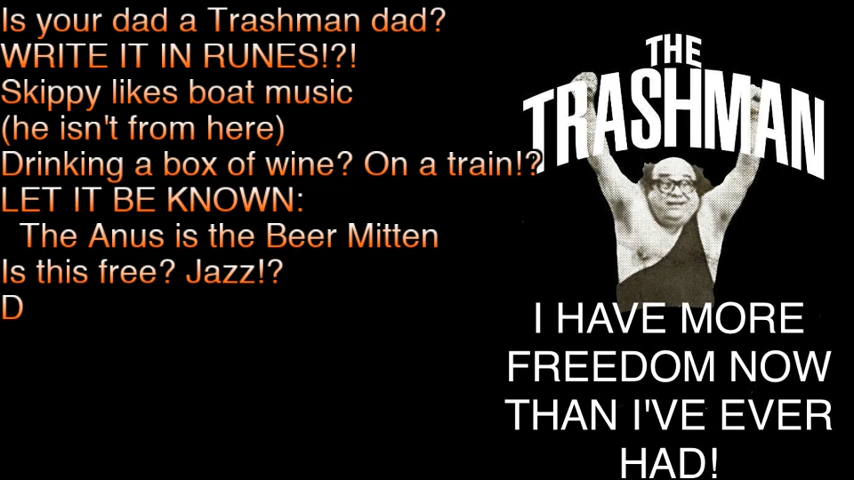 Is your dad a Trashman dad?
WRITE IT IN RUNES!?!
Skippy likes boat music
(he isn't from here)
Drinking a box of wine? On a train!?
LET IT BE KNOWN:
The Anus is the Beer Mitten
Is this free? Jazz!?
D
THE
TRASHMAN
I HAVE MORE
FREEDOM NOW
THAN I'VE EVER
HAD!